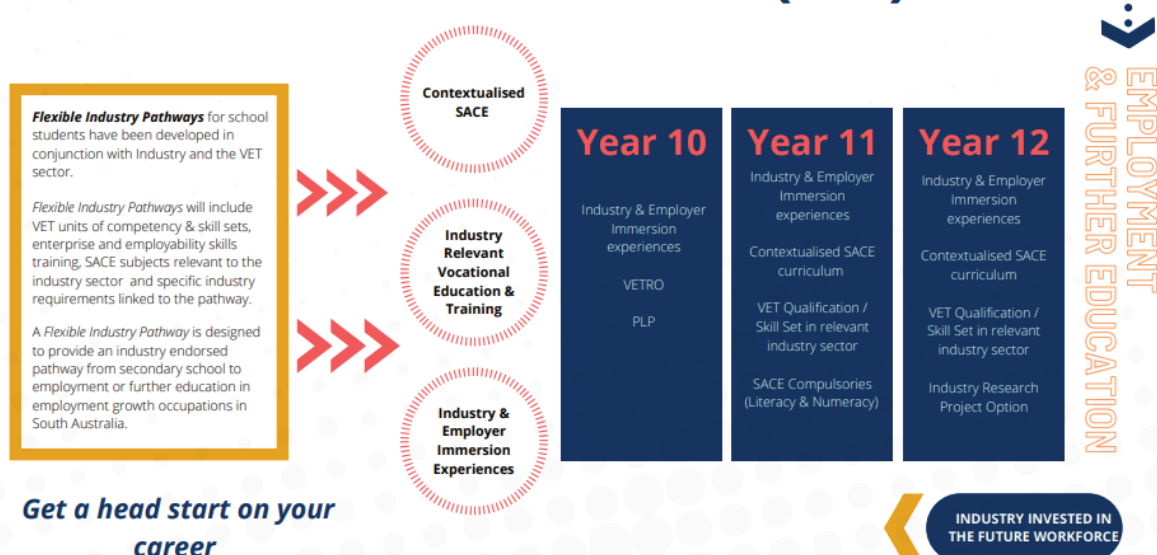 Flexible Industry Pathways for school
students have been developed in
conjunction with Industry and the VET
sector.
Flexible Industry Pathways will include
VET units of competency & skill sets,
enterprise and employability skills
training, SACE subjects relevant to the
industry sector and specific industry
requirements linked to the pathway.
A Flexible Industry Pathway is designed
to provide an industry endorsed
pathway from secondary school to
employment or further education in
employment growth occupations in
South Australia.
Get a head start on your
career
Contextualised
SACE
Industry
Relevant
Vocational
Education &
Training
Industry &
Employer
Immersion
Experiences
Year 10
Industry & Employer
Immersion
experiences
VETRO
PLP
Year 11
Industry & Employer
Immersion
experiences
Contextualised SACE
curriculum
VET Qualification /
Skill Set in relevant
industry sector
SACE Compulsories
(Literacy & Numeracy)
Year 12
Industry & Employer
Immersion
experiences
Contextualised SACE
curriculum
VET Qualification /
Skill Set in relevant
industry sector
Industry Research
Project Option
EMPLOYMENT
& FURTHER EDUCATION
INDUSTRY INVESTED IN
THE FUTURE WORKFORCE